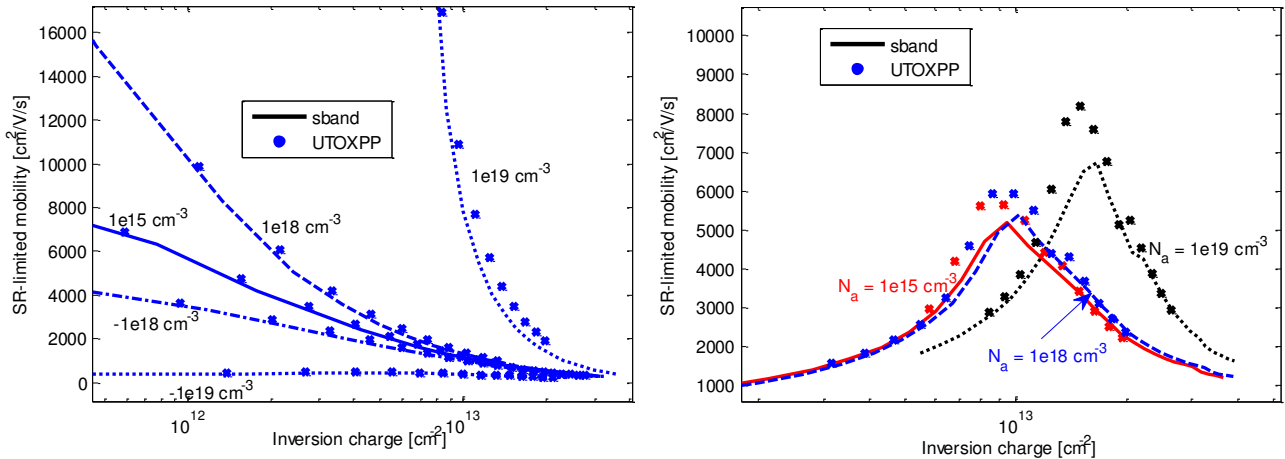 16000
14000
12000
10000
8000
6000
4000
2000
0
SR-limited mobility [cm²/V/s]
sband
UTOXPP
1e19 cm⁻³
1e15 cm⁻³
1e18 cm⁻³
-1e18 cm⁻³
-1e19 cm⁻³
10¹²
10¹³
Inversion charge [cm⁻²]
10000
9000
8000
7000
6000
5000
4000
3000
2000
1000
SR-limited mobility [cm²/V/s]
sband
UTOXPP
Nₐ = 1e19 cm⁻³
Nₐ = 1e15 cm⁻³
Nₐ = 1e18 cm⁻³
10¹³
Inversion charge [cm⁻²]